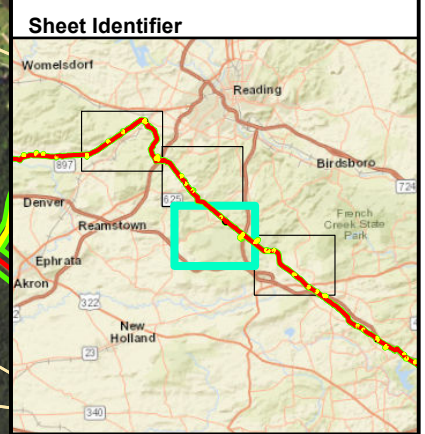 Sheet Identifier
Womelsdorf
Reading
897
Birdsboro
724
Denver
625
French
Creek State
Park
Reamstown
Ephrata
Akron
322
New
Holland
23
340